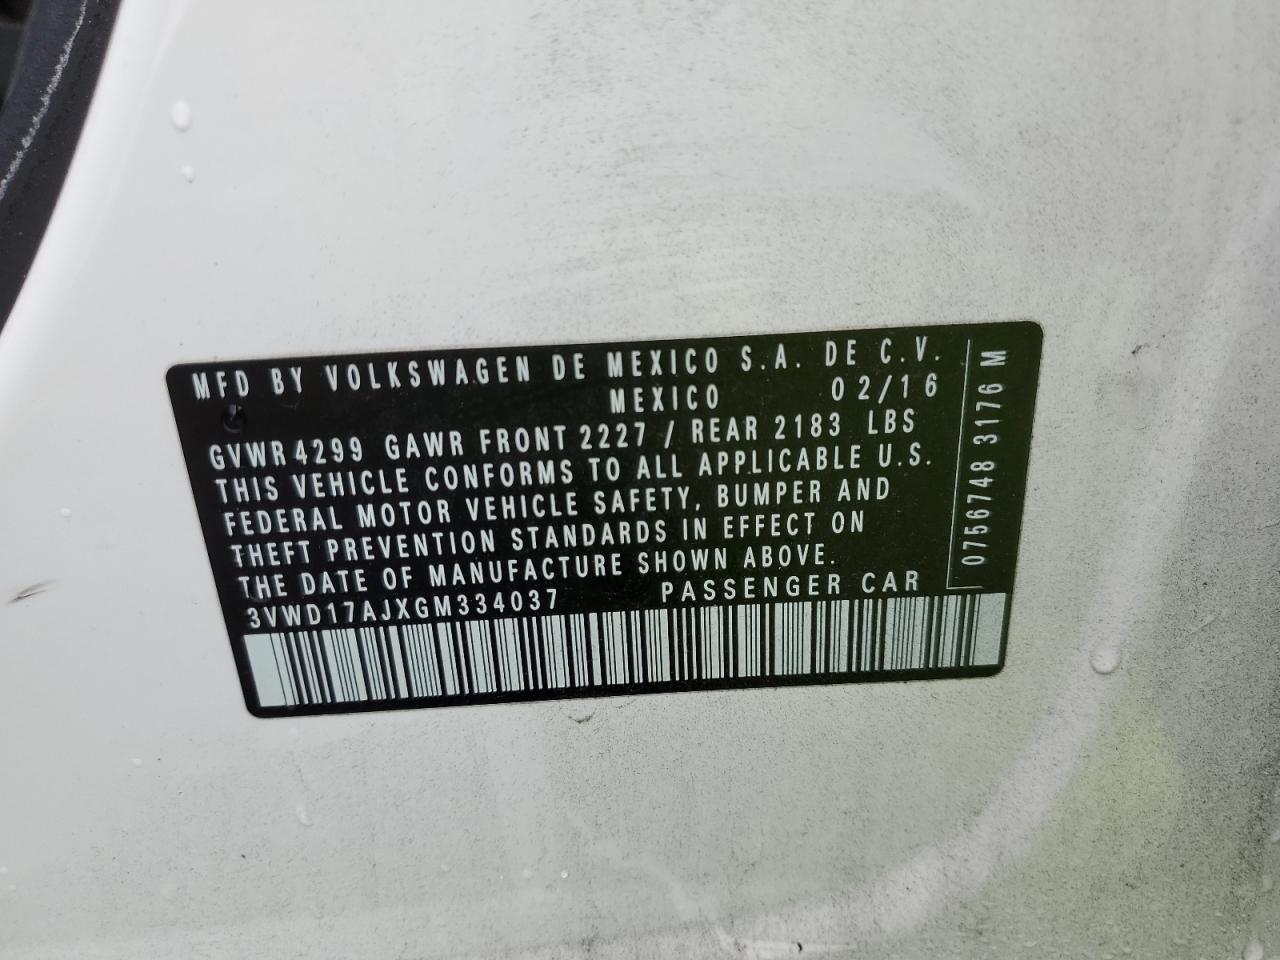 MFD BY VOLKSWAGEN DE MEXICO S.A. DE C.V.
MEXICO 02/16
GVWR 4299 GAWR FRONT 2227 / REAR 2183 LBS
THIS VEHICLE CONFORMS TO ALL APPLICABLE U.S.
FEDERAL MOTOR VEHICLE SAFETY, BUMPER AND
THEFT PREVENTION STANDARDS IN EFFECT ON
THE DATE OF MANUFACTURE SHOWN ABOVE.
3VWD17AJXGM334037 PASSENGER CAR
0756748 3176 M